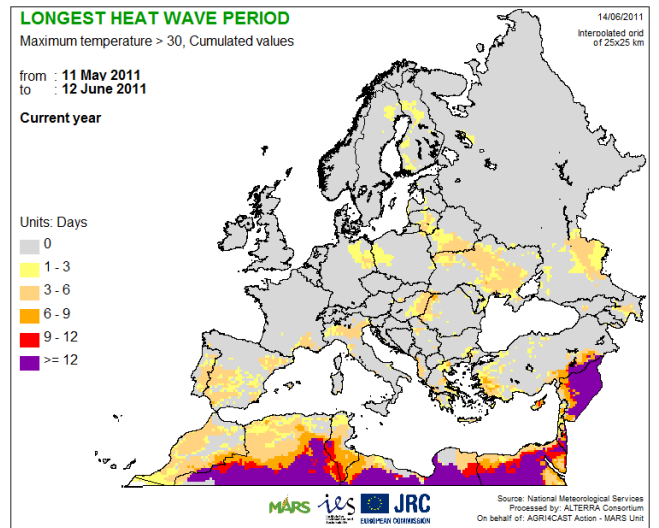 LONGEST HEAT WAVE PERIOD
14/06/2011
Maximum temperature > 30, Cumulated values
Interpolated grid
of 25x25 km
from : 11 May 2011
to : 12 June 2011
Current year
Units: Days
0
1 - 3
3 - 6
6 - 9
9 - 12
>= 12
MARS
ies
JRC
EUROPEAN COMMISSION
Source: National Meteorological Services
Processed by: ALTERRA Consortium
On behalf of: AGRI4CAST Action - MARS Unit